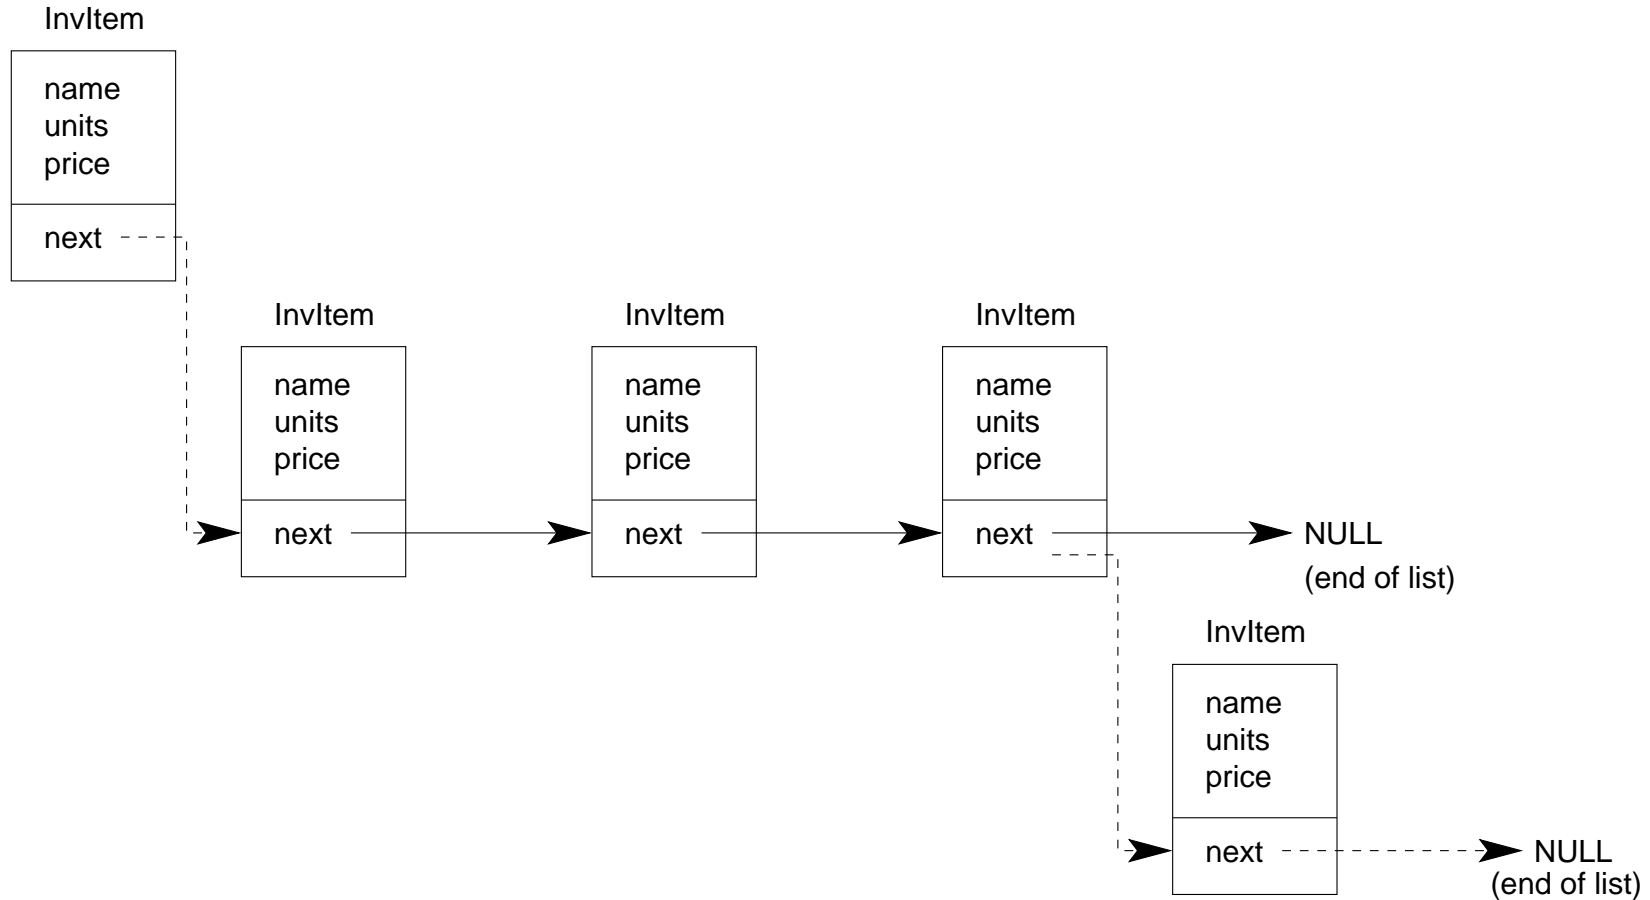 InvItem
name
units
price
next
InvItem
name
units
price
next
InvItem
name
units
price
next
InvItem
name
units
price
next
NULL
(end of list)
InvItem
name
units
price
next
NULL
(end of list)